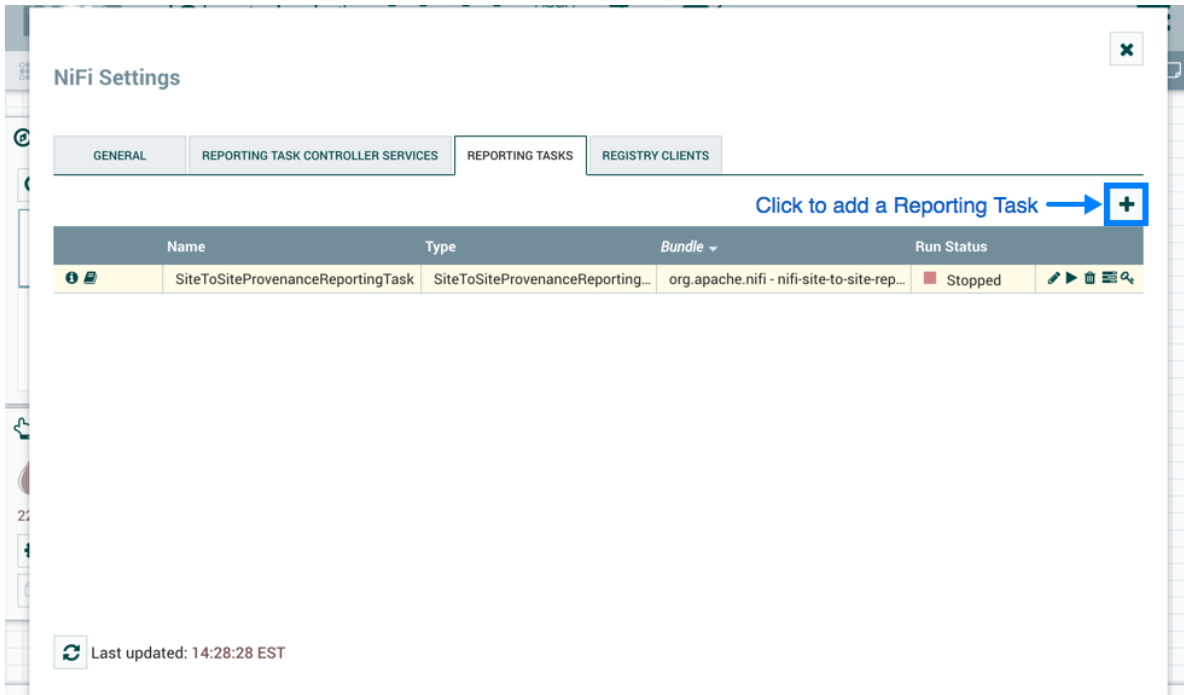 NiFi Settings
GENERAL REPORTING TASK CONTROLLER SERVICES REPORTING TASKS REGISTRY CLIENTS
Click to add a Reporting Task
Name Type Bundle Run Status
SiteToSiteProvenanceReportingTask SiteToSiteProvenanceReporting... org.apache.nifi - nifi-site-to-site-rep... Stopped
Last updated: 14:28:28 EST